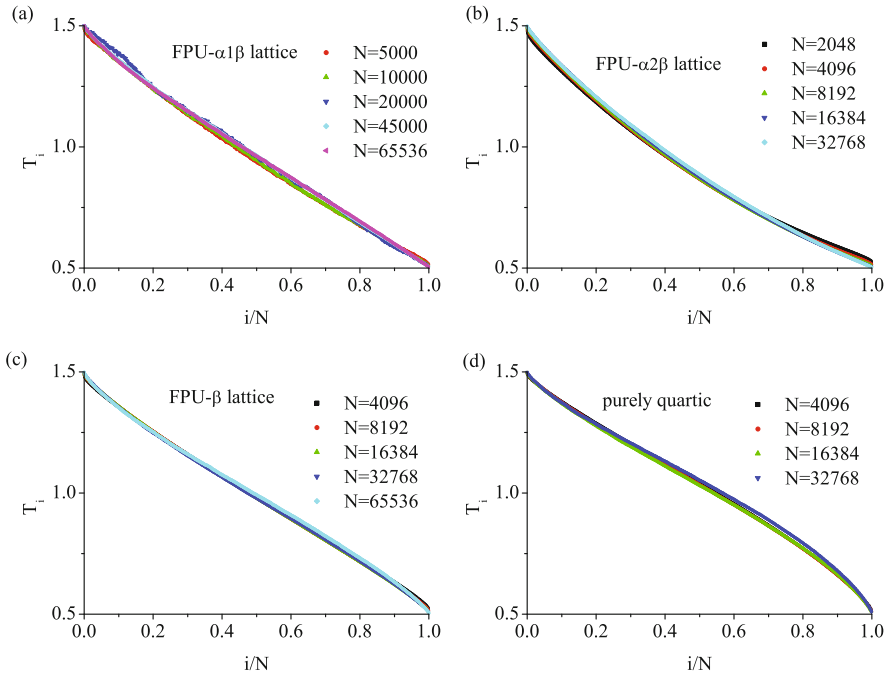 (a)
FPU-α1β lattice
N=5000
N=10000
N=20000
N=45000
N=65536
1.5
1.0
0.5
T_i
0.0 0.2 0.4 0.6 0.8 1.0
i/N
(b)
FPU-α2β lattice
N=2048
N=4096
N=8192
N=16384
N=32768
1.5
1.0
0.5
T_i
0.0 0.2 0.4 0.6 0.8 1.0
i/N
(c)
FPU-β lattice
N=4096
N=8192
N=16384
N=32768
N=65536
1.5
1.0
0.5
T_i
0.0 0.2 0.4 0.6 0.8 1.0
i/N
(d)
purely quartic
N=4096
N=8192
N=16384
N=32768
1.5
1.0
0.5
T_i
0.0 0.2 0.4 0.6 0.8 1.0
i/N